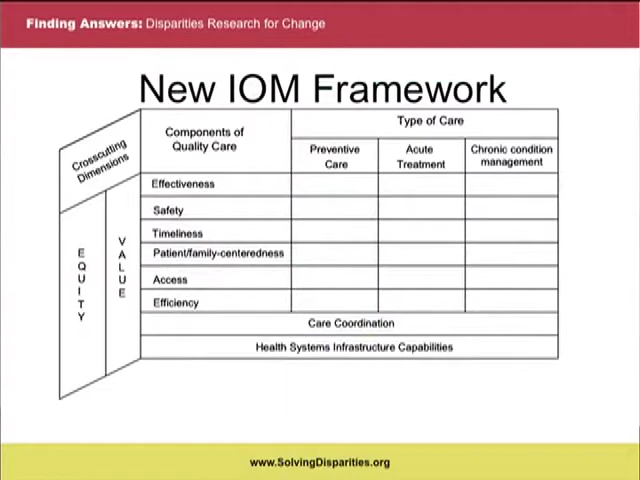 Finding Answers: Disparities Research for Change
New IOM Framework
Crosscutting
Dimensions
Components of
Quality Care
Type of Care
Preventive
Care
Acute
Treatment
Chronic condition
management
EQUITY
VALUE
Effectiveness
Safety
Timeliness
Patient/family-centeredness
Access
Efficiency
Care Coordination
Health Systems Infrastructure Capabilities
www.SolvingDisparities.org